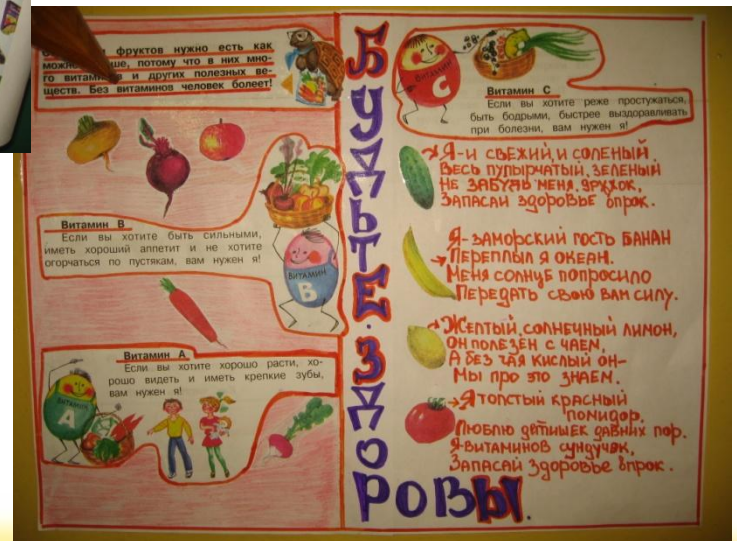 фруктов нужно есть как
потому что в них мно-
го витаминов и других полезных ве-
ществ. Без витаминов человек болеет!
Витамин В
Если вы хотите быть сильными,
иметь хороший аппетит и не хотите
огорчаться по пустякам, вам нужен я!
ВИТАМИН
В
Витамин А
Если вы хотите хорошо расти, хо-
рошо видеть и иметь крепкие зубы,
вам нужен я!
ВИТАМИН
А
БУДЬТЕ ЗДОРОВЫ.
ВИТАМИН
С
Витамин С
Если вы хотите реже простужаться,
быть бодрыми, быстрее выздоравливать
при болезни, вам нужен я!
Я-и СВЕЖИЙ, И СОЛЕНЫЙ,
ВЕСЬ ПУПЫРЧАТЫЙ, ЗЕЛЕНЫЙ
НЕ ЗАБУДЬ МЕНЯ, ДРУЖОК,
ЗАПАСАЙ ЗДОРОВЬЕ ВПРОК.
Я-ЗАМОРСКИЙ ГОСТЬ БАНАН
ПЕРЕПЛЫЛ Я ОКЕАН.
МЕНЯ СОЛНЦЕ ПОПРОСИЛО
ПЕРЕДАТЬ СВОЮ ВАМ СИЛУ.
ЖЕЛТЫЙ, СОЛНЕЧНЫЙ ЛИМОН,
ОН ПОЛЕЗЕН С ЧАЕМ,
А БЕЗ ЧАЯ КИСЛЫЙ ОН-
МЫ ПРО ЭТО ЗНАЕМ.
Я ТОЛСТЫЙ КРАСНЫЙ
ПОМИДОР.
ЛЮБЛЮ ДЕТИШЕК ДАВНИХ ПОР.
Я-ВИТАМИНОВ СУНДУЧОК,
ЗАПАСАЙ ЗДОРОВЬЕ ВПРОК.